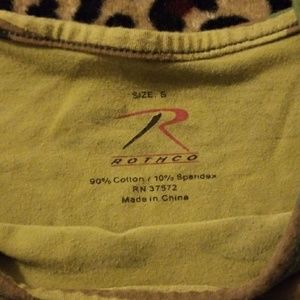 SIZE: S
R
ROTHCO
90% Cotton / 10% Spandex
RN 37572
Made in China